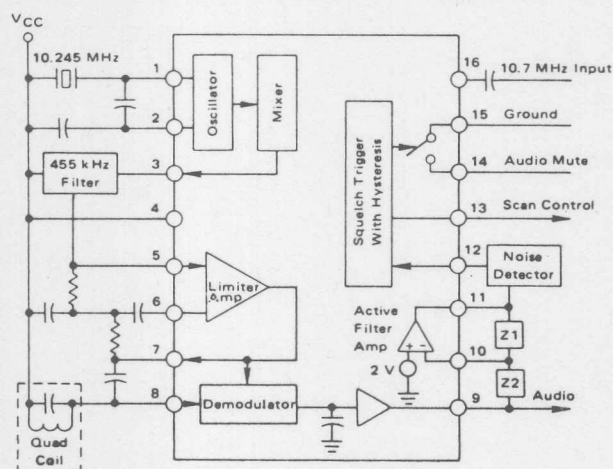 VCC
10.245 MHz
1
2
3
4
5
6
7
8
455 kHz
Filter
Quad
Coil
Oscillator
Mixer
Limiter
Amp
Demodulator
Squelch Trigger
With Hysteresis
Active
Filter
Amp
+ -
2 V
16
10.7 MHz Input
15
Ground
14
Audio Mute
13
Scan Control
12
Noise
Detector
11
Z1
10
Z2
9
Audio